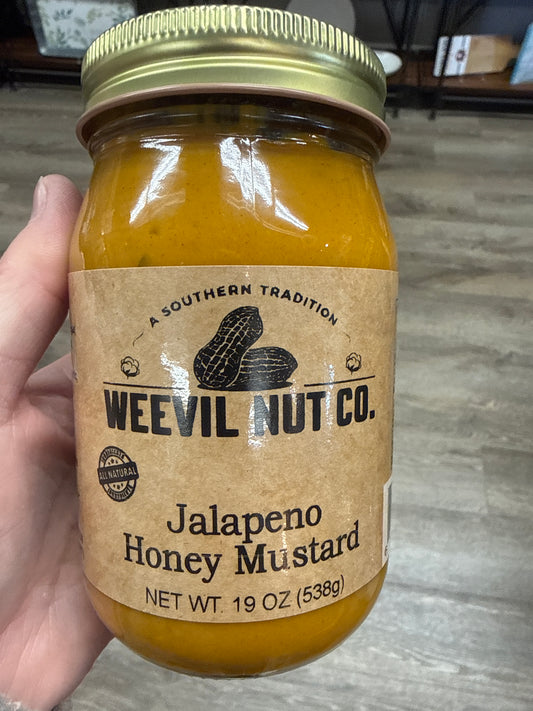 A SOUTHERN TRADITION
WEEVIL NUT CO.
ALL NATURAL
Jalapeno
Honey Mustard
NET WT. 19 OZ (538g)